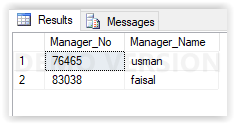 Results Messages
Manager_No Manager_Name
1 76465 usman
2 83038 faisal